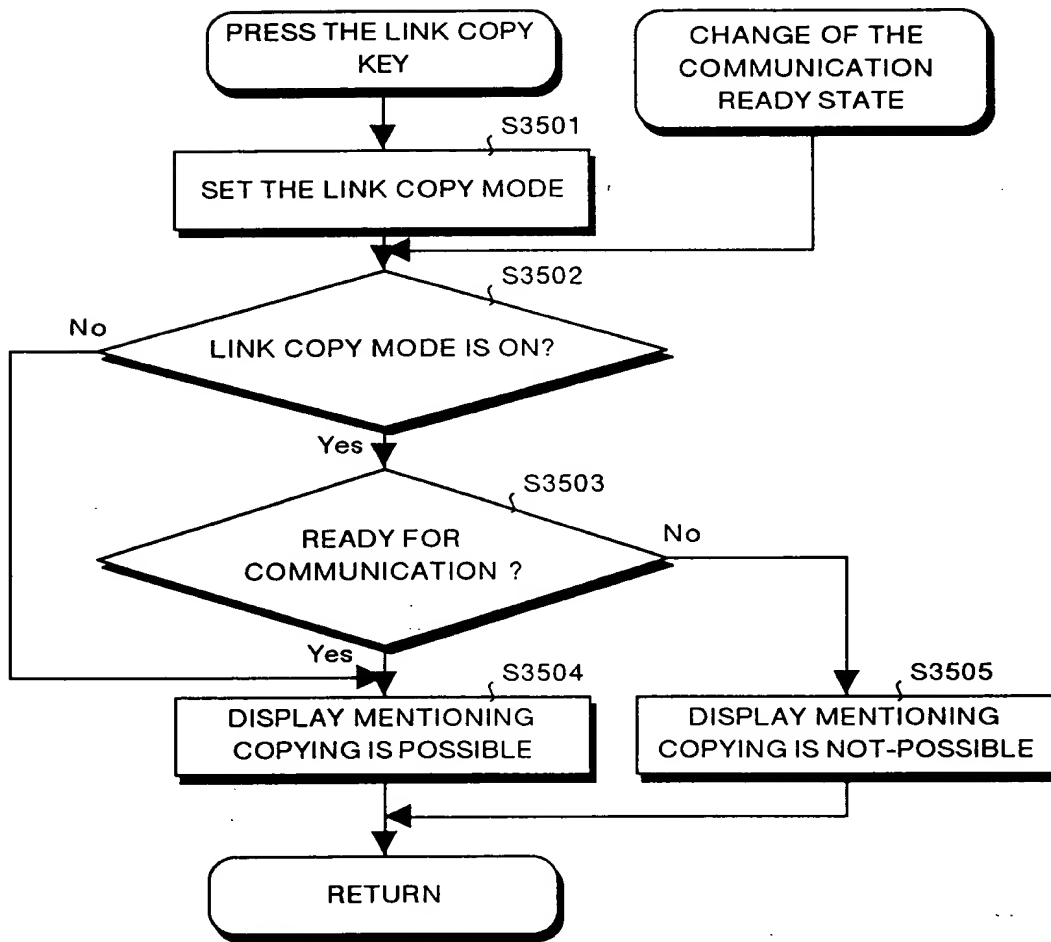 PRESS THE LINK COPY
KEY
CHANGE OF THE
COMMUNICATION
READY STATE
S3501
SET THE LINK COPY MODE
S3502
No
LINK COPY MODE IS ON?
Yes
S3503
READY FOR
COMMUNICATION ?
No
Yes
S3504
DISPLAY MENTIONING
COPYING IS POSSIBLE
S3505
DISPLAY MENTIONING
COPYING IS NOT-POSSIBLE
RETURN